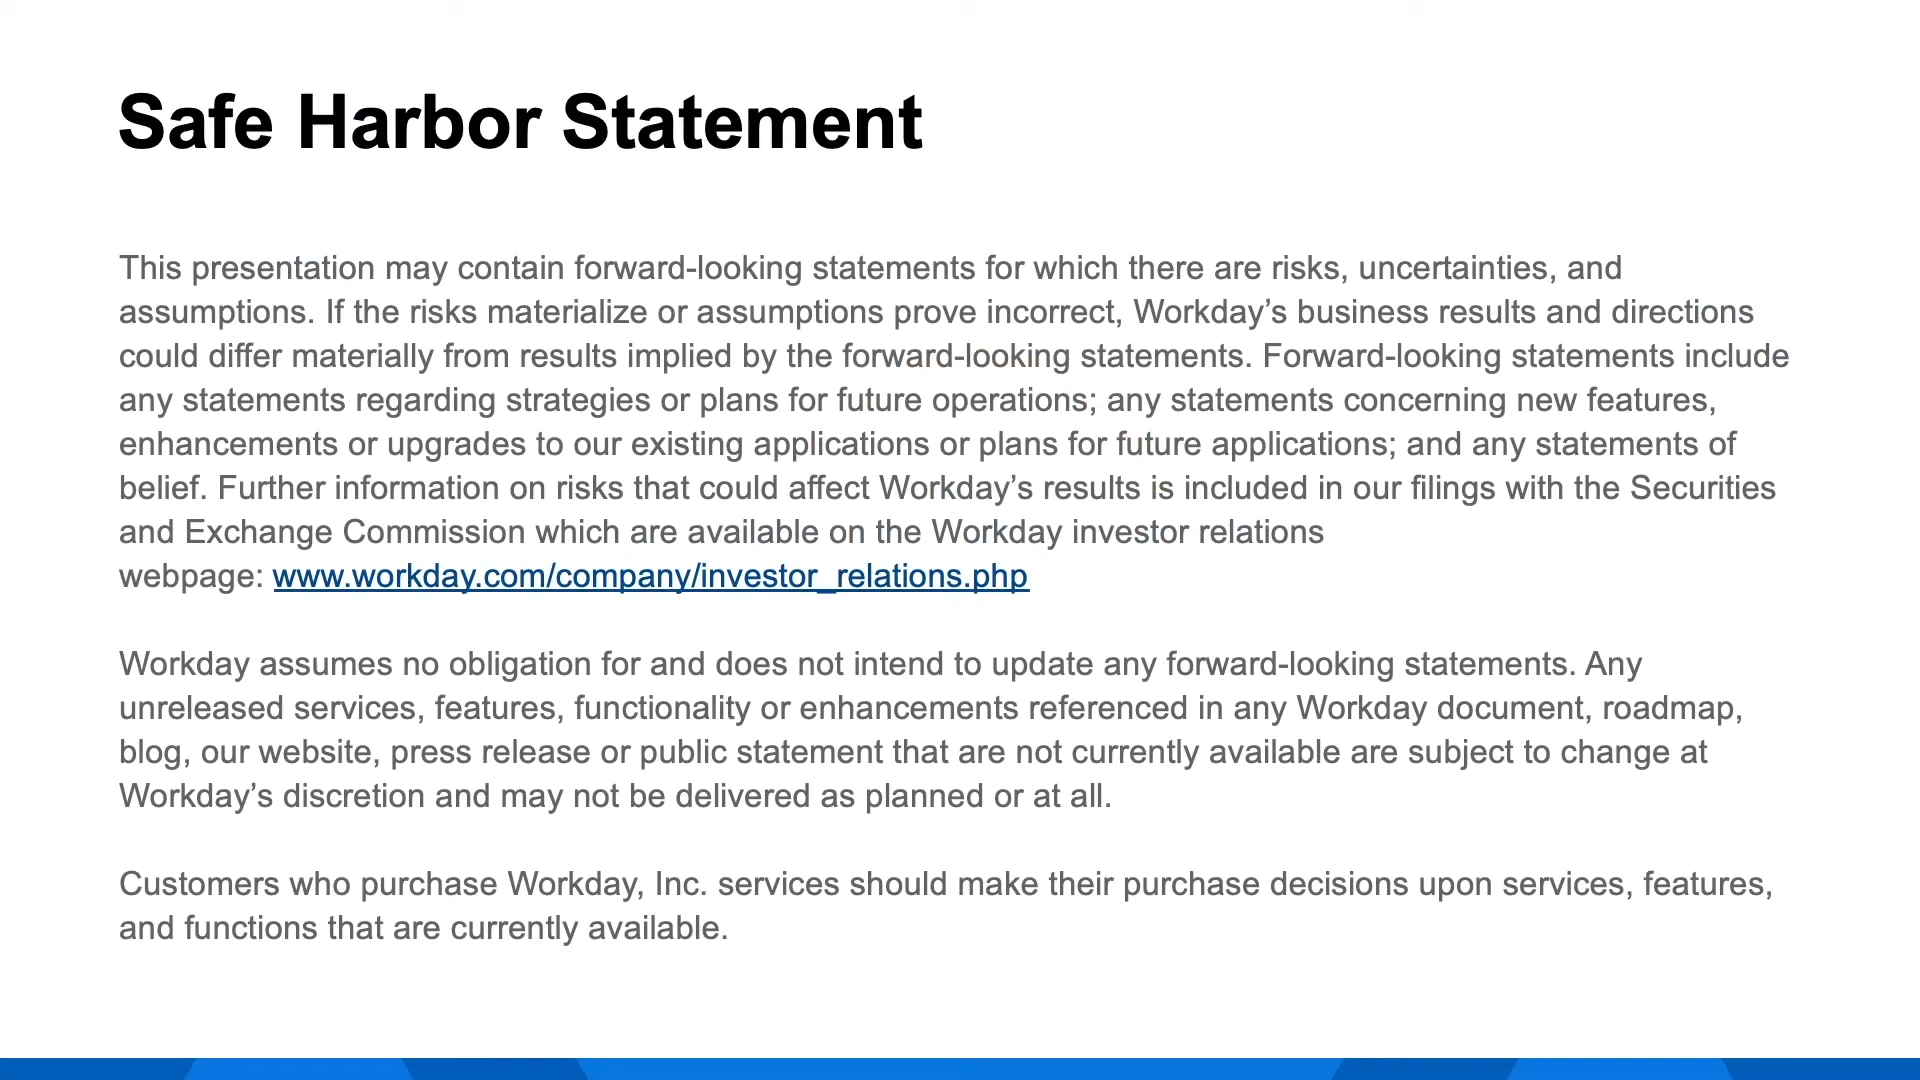 Safe Harbor Statement
This presentation may contain forward-looking statements for which there are risks, uncertainties, and
assumptions. If the risks materialize or assumptions prove incorrect, Workday’s business results and directions
could differ materially from results implied by the forward-looking statements. Forward-looking statements include
any statements regarding strategies or plans for future operations; any statements concerning new features,
enhancements or upgrades to our existing applications or plans for future applications; and any statements of
belief. Further information on risks that could affect Workday’s results is included in our filings with the Securities
and Exchange Commission which are available on the Workday investor relations
webpage: www.workday.com/company/investor_relations.php
Workday assumes no obligation for and does not intend to update any forward-looking statements. Any
unreleased services, features, functionality or enhancements referenced in any Workday document, roadmap,
blog, our website, press release or public statement that are not currently available are subject to change at
Workday’s discretion and may not be delivered as planned or at all.
Customers who purchase Workday, Inc. services should make their purchase decisions upon services, features,
and functions that are currently available.